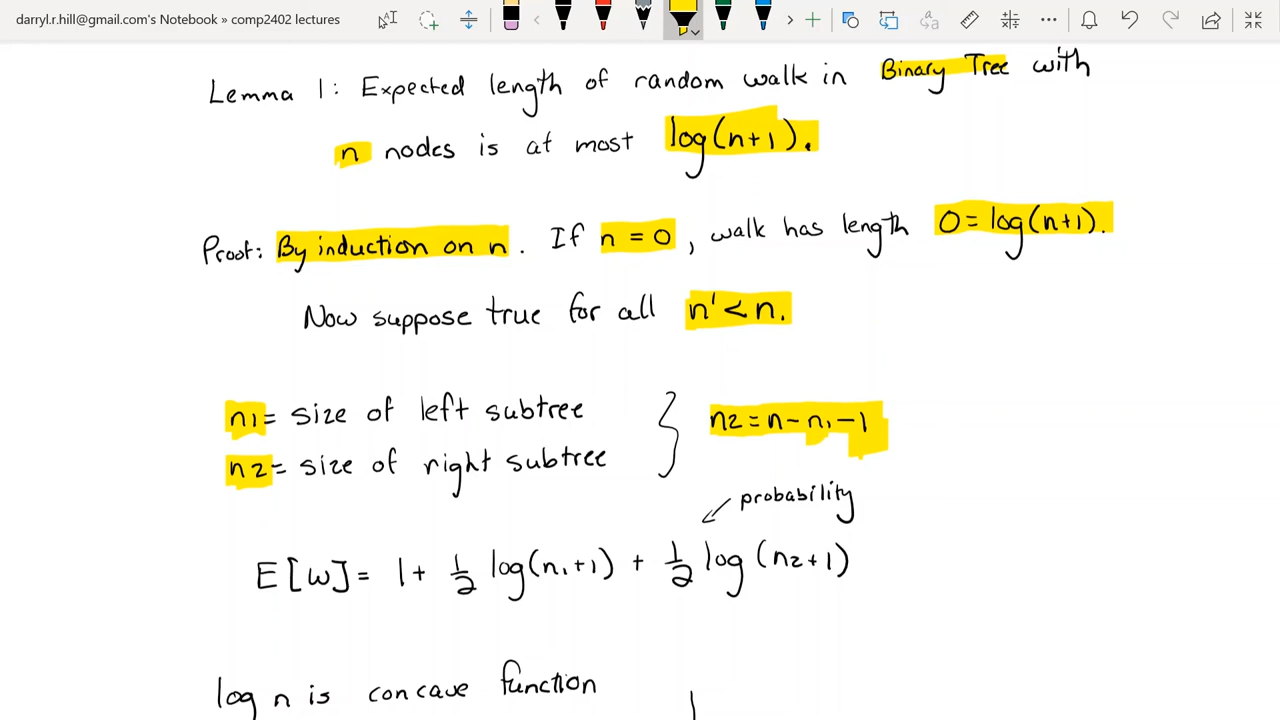 darryl.r.hill@gmail.com's Notebook » comp2402 lectures
Lemma 1: Expected length of random walk in Binary Tree with
n nodes is at most log(n+1).
Proof: By induction on n. If n = 0, walk has length 0 = log(n+1).
Now suppose true for all n' < n.
n1 = size of left subtree
n2 = n - n1 - 1
n2 = size of right subtree
probability
E[w] = 1 + 1/2 log(n1+1) + 1/2 log(n2+1)
log n is concave function